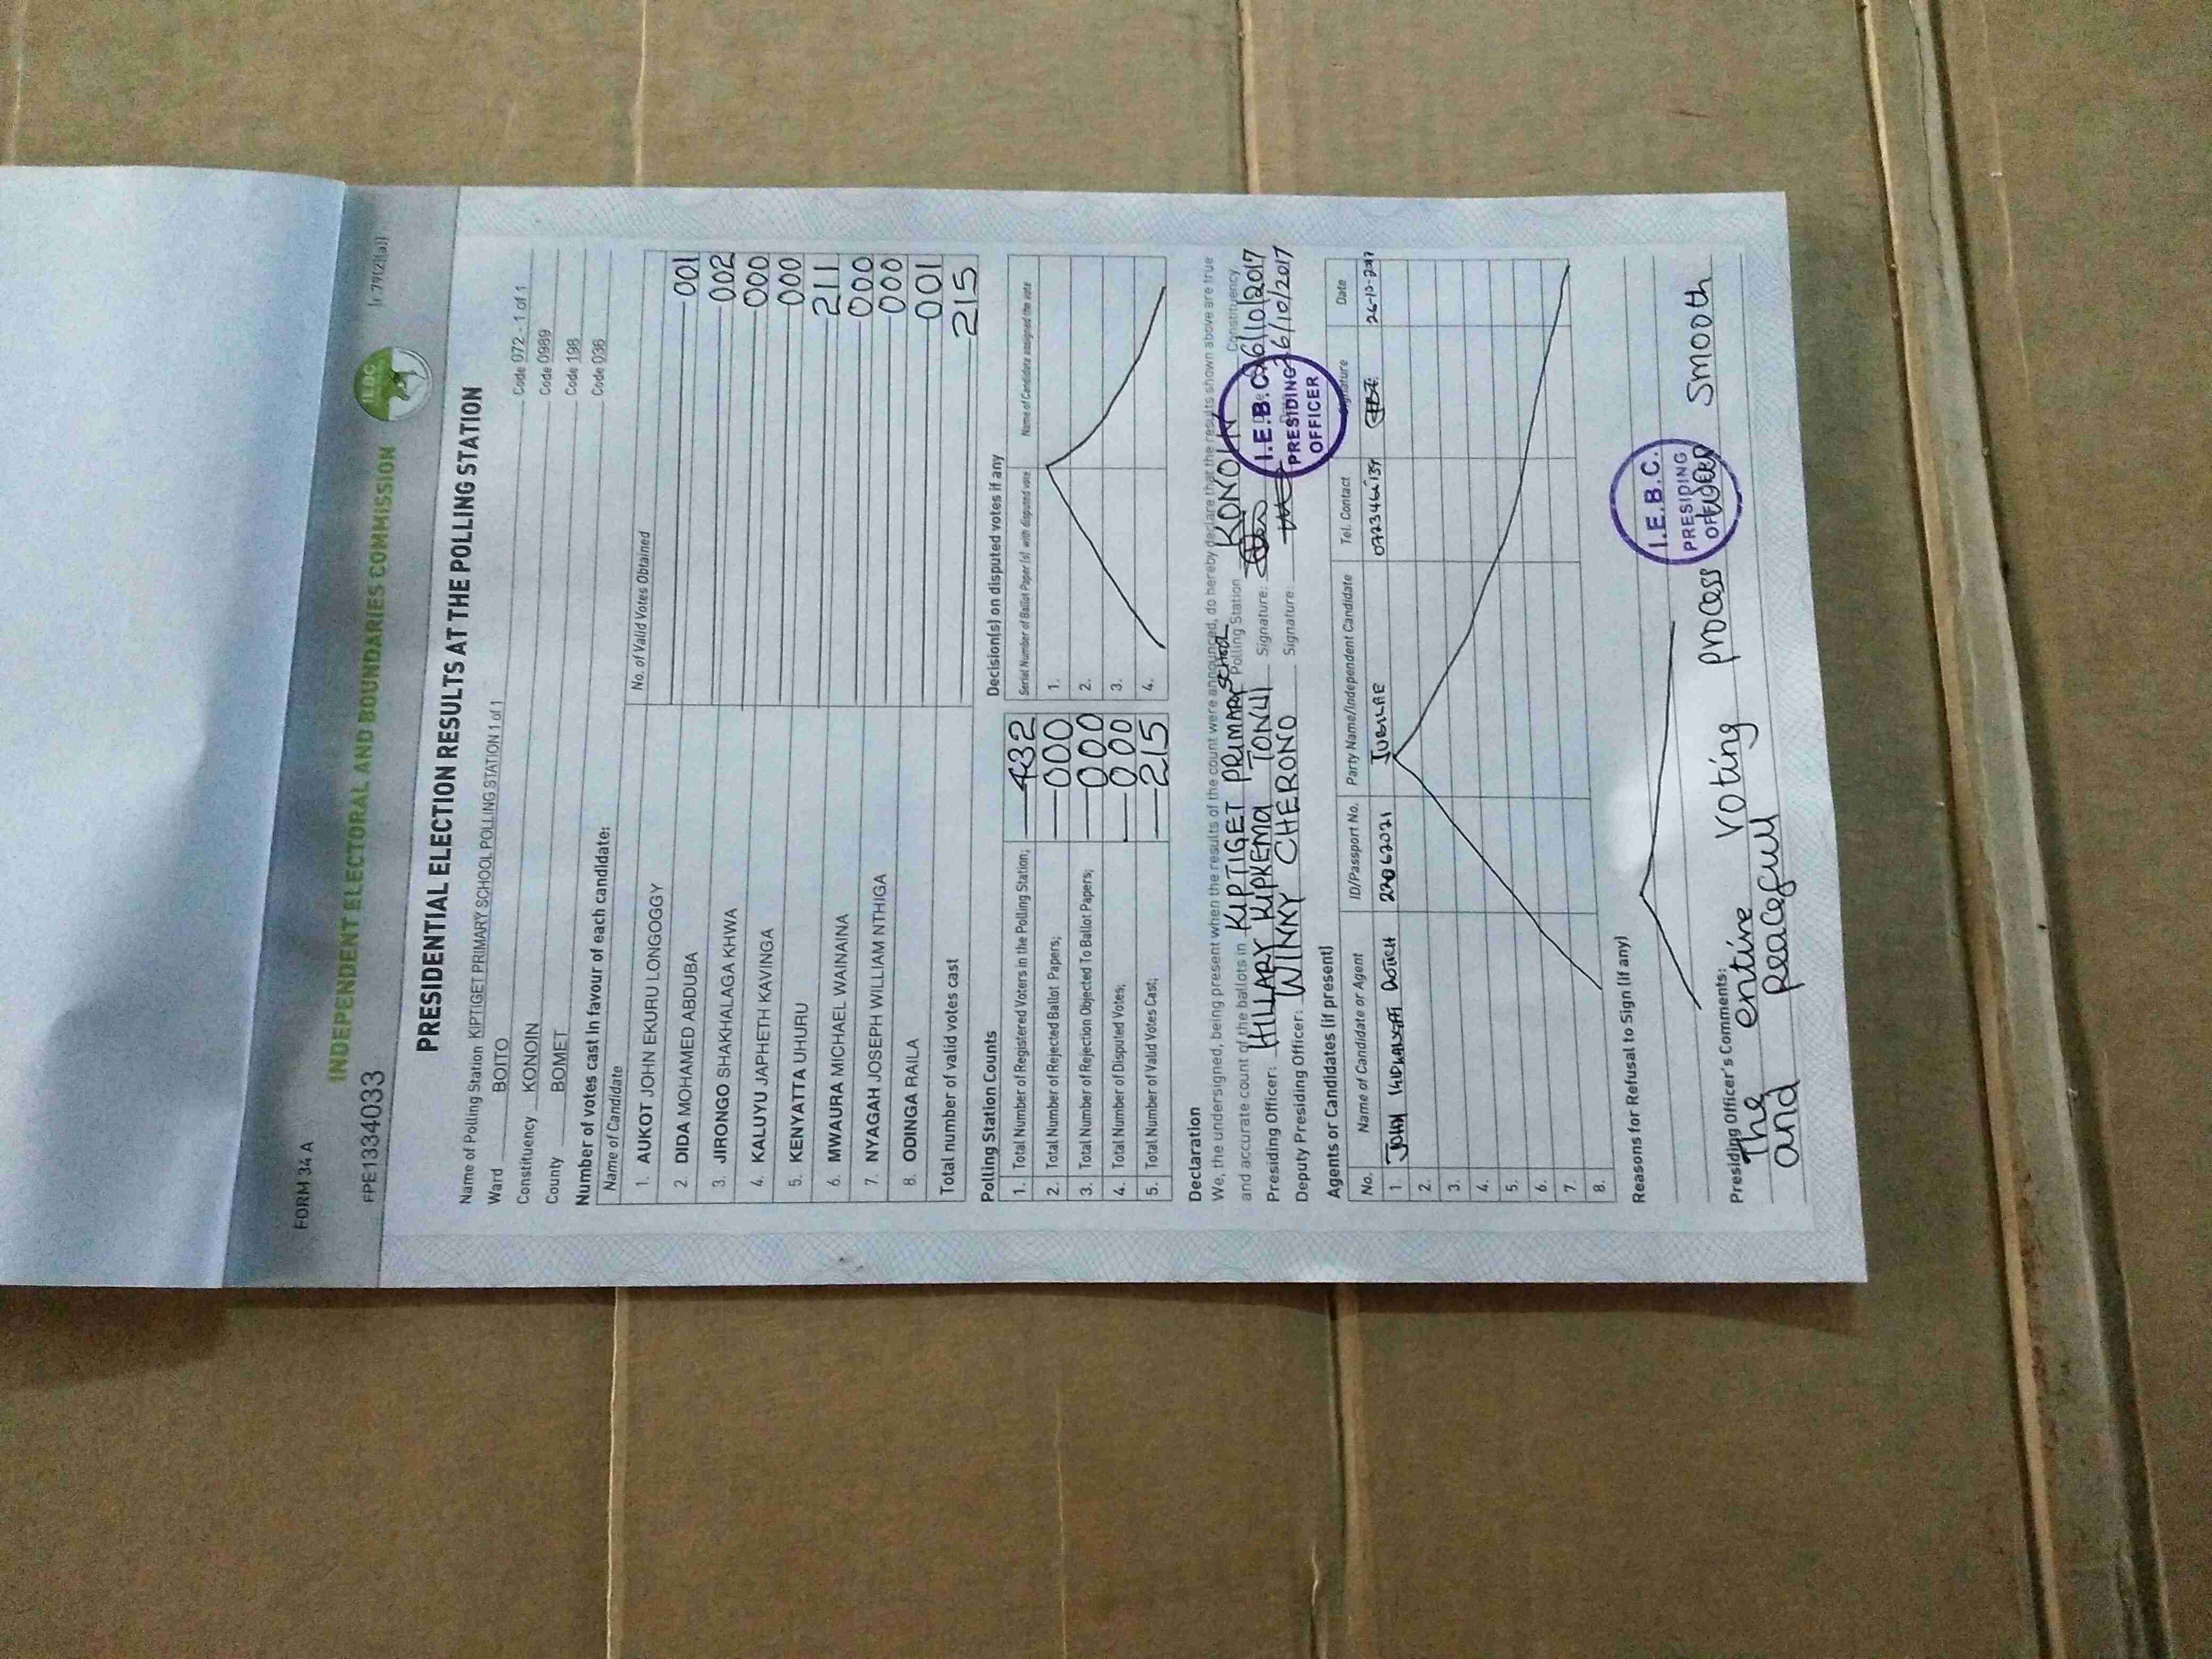 FORM 34 A
INDEPENDENT ELECTORAL AND BOUNDARIES COMMISSION
IEBC
FPE1334033
[r. 79(2)(a)]
PRESIDENTIAL ELECTION RESULTS AT THE POLLING STATION
Name of Polling Station KIPTIGET PRIMARY SCHOOL POLLING STATION 1 of 1 Code 072 - 1 of 1
Ward BOITO Code 0989
Constituency KONOIN Code 198
County BOMET Code 036
Number of votes cast In favour of each candidate:
Name of Candidate No. of Valid Votes Obtained
1. AUKOT JOHN EKURU LONGOGGY 001
2. DIDA MOHAMED ABDUBA 002
3. JIRONGO SHAKHALAGA KHWA 000
4. KALUYU JAPHETH KAVINGA 000
5. KENYATTA UHURU 211
6. MWAURA MICHAEL WAINAINA 000
7. NYAGAH JOSEPH WILLIAM NTHIGA 000
8. ODINGA RAILA 001
Total number of valid votes cast 215
Polling Station Counts
1. Total Number of Registered Voters in the Polling Station; 432
2. Total Number of Rejected Ballot Papers; 000
3. Total Number of Rejection Objected To Ballot Papers; 000
4. Total Number of Disputed Votes; 000
5. Total Number of Valid Votes Cast; 215
Decision(s) on disputed votes if any
Serial Number of Ballot Paper (s) with disputed vote Name of Candidate assigned the vote
1.
2.
3.
4.
Declaration
We, the undersigned, being present when the results of the count were announced, do hereby declare that the results shown above are true
and accurate count of the ballots in KIPTIGET PRIMARY SCHOOL Polling Station KONOIN Constituency
Presiding Officer: HILLARY KIPKEMOI TONUI Signature: 26/10/2017
Deputy Presiding Officer: WINNY CHERONO Signature: 26/10/2017
I.E.B.C.
PRESIDING
OFFICER
Agents or Candidates (if present)
No. Name of Candidate or Agent ID/Passport No. Party Name/Independent Candidate Tel. Contact Signature Date
1. JOHN 22062021 JUBILEE 26-10-2017
2.
3.
4.
5.
6.
7.
8.
Reasons for Refusal to Sign (if any)
I.E.B.C.
PRESIDING
OFFICER
Presiding Officer's Comments:
The entire voting process was smooth
and peaceful